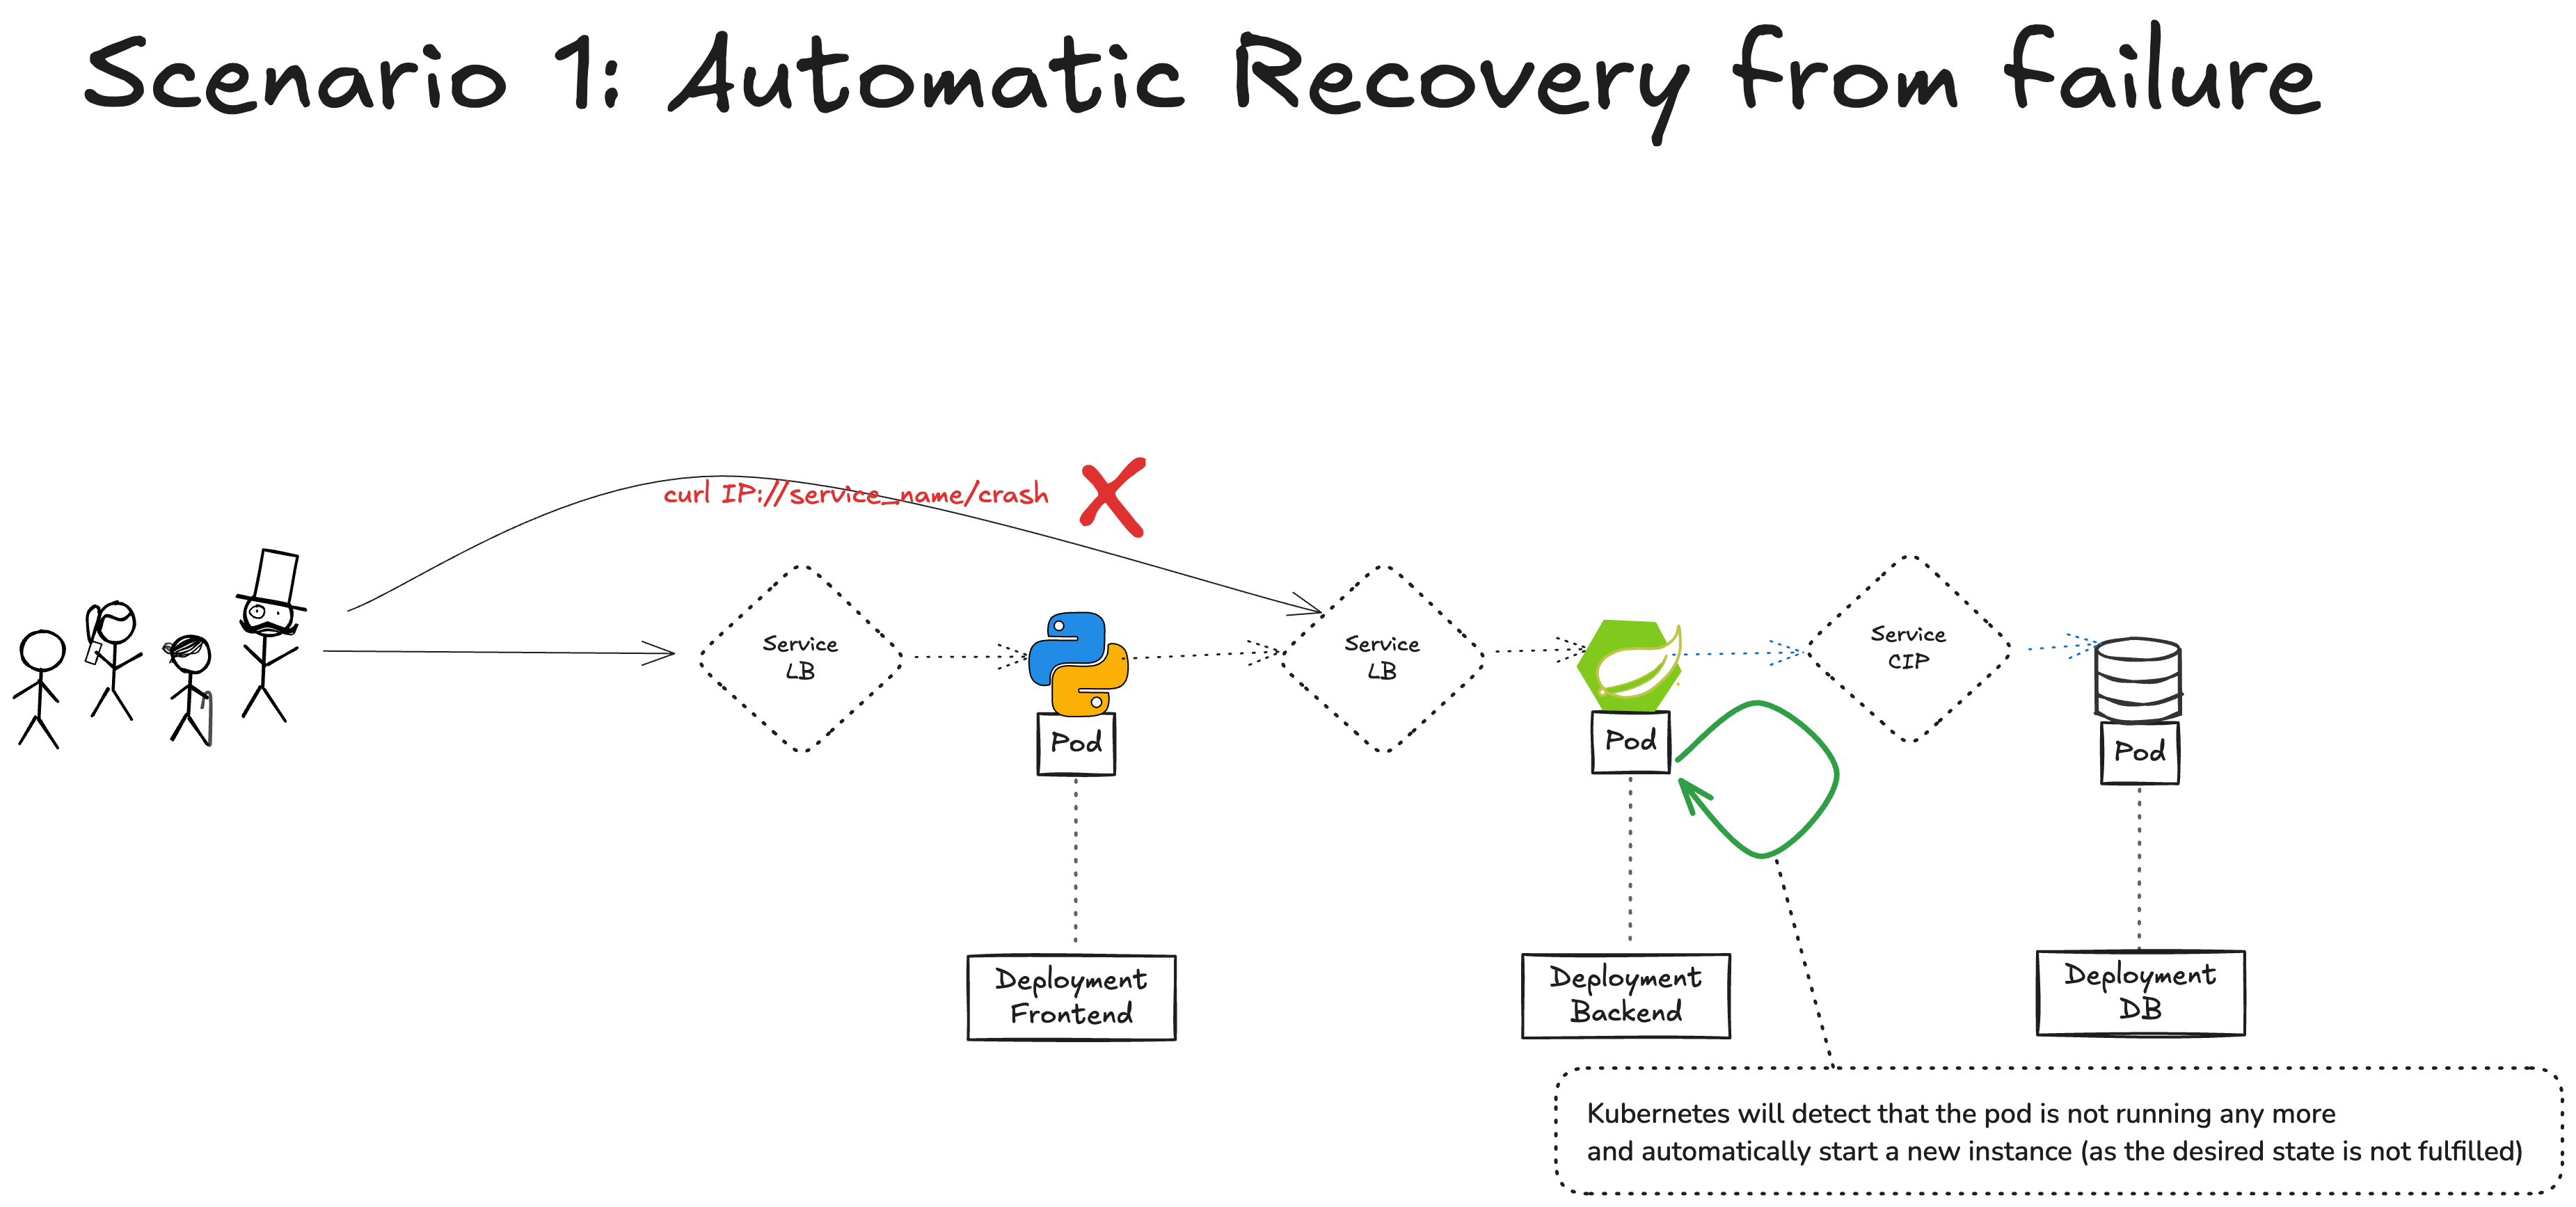 Scenario 1: Automatic Recovery from failure
curl IP://service_name/crash
Service
LB
Service
LB
Service
CIP
Pod
Pod
Pod
Deployment
Frontend
Deployment
Backend
Deployment
DB
Kubernetes will detect that the pod is not running any more
and automatically start a new instance (as the desired state is not fulfilled)